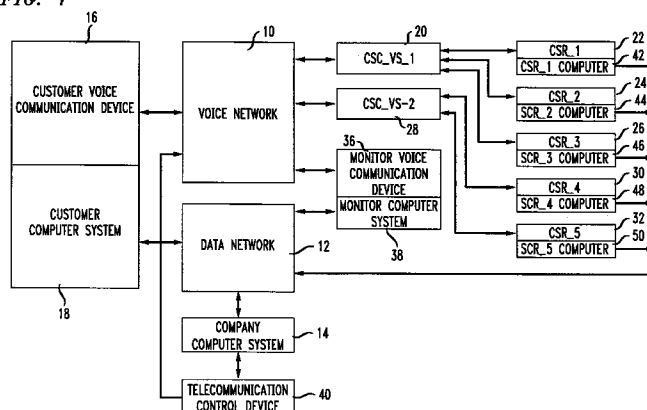 FIG. 1
16
CUSTOMER VOICE
COMMUNICATION DEVICE
CUSTOMER
COMPUTER SYSTEM
18
10
VOICE NETWORK
DATA NETWORK
12
COMPANY
COMPUTER SYSTEM
14
TELECOMMUNICATION
CONTROL DEVICE
40
20
CSC_VS_1
CSC_VS-2
28
36
MONITOR VOICE
COMMUNICATION
DEVICE
MONITOR COMPUTER
SYSTEM
38
CSR_1
22
CSR_1 COMPUTER
42
CSR_2
24
SCR_2 COMPUTER
44
CSR_3
26
SCR_3 COMPUTER
46
CSR_4
30
SCR_4 COMPUTER
48
CSR_5
32
SCR_5 COMPUTER
50